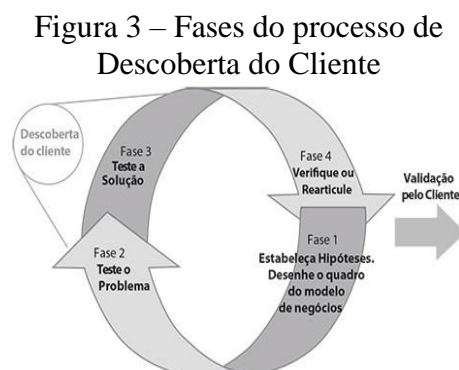 Figura 3 – Fases do processo de
Descoberta do Cliente
Descoberta
do cliente
Fase 3
Teste a
Solução
Fase 4
Verifique ou
Rearticule
Validação
pelo Cliente
Fase 2
Teste o
Problema
Fase 1
Estabeleça Hipóteses.
Desenhe o quadro
do modelo
de negócios